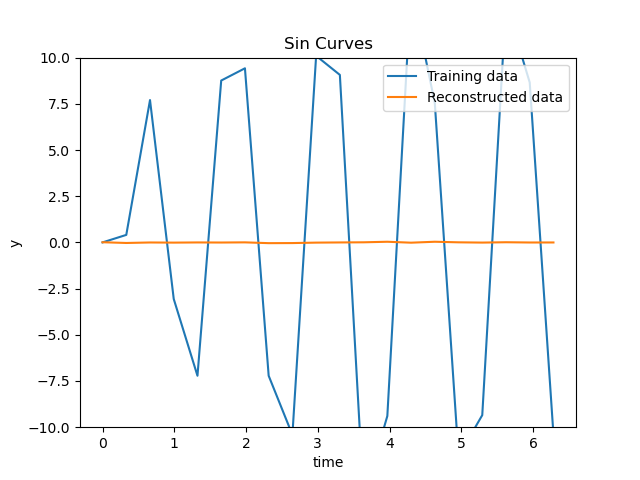 Sin Curves
Training data
Reconstructed data
10.0
7.5
5.0
2.5
0.0
−2.5
−5.0
−7.5
−10.0
y
0 1 2 3 4 5 6
time